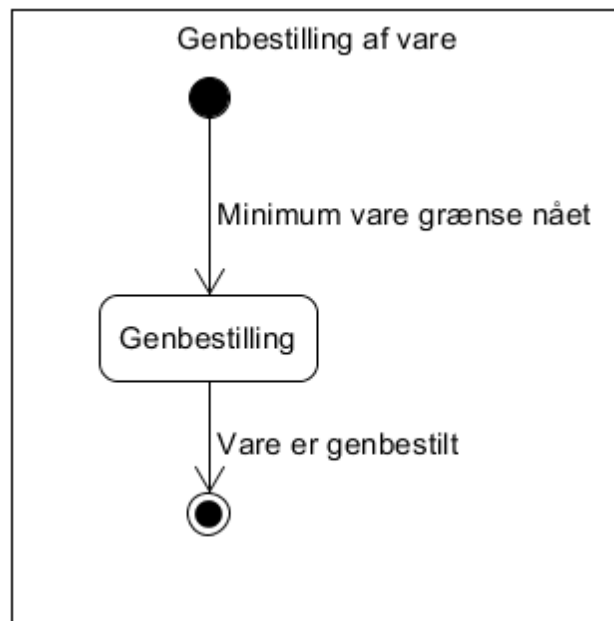 Genbestilling af vare
Minimum vare grænse nået
Genbestilling
Vare er genbestilt